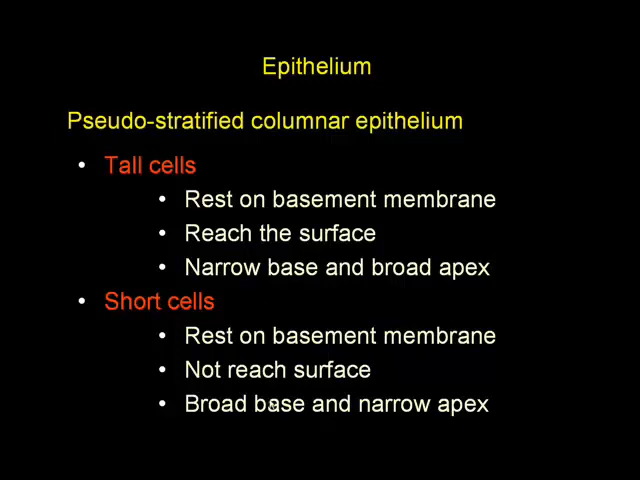 Epithelium
Pseudo-stratified columnar epithelium
• Tall cells
• Rest on basement membrane
• Reach the surface
• Narrow base and broad apex
• Short cells
• Rest on basement membrane
• Not reach surface
• Broad base and narrow apex